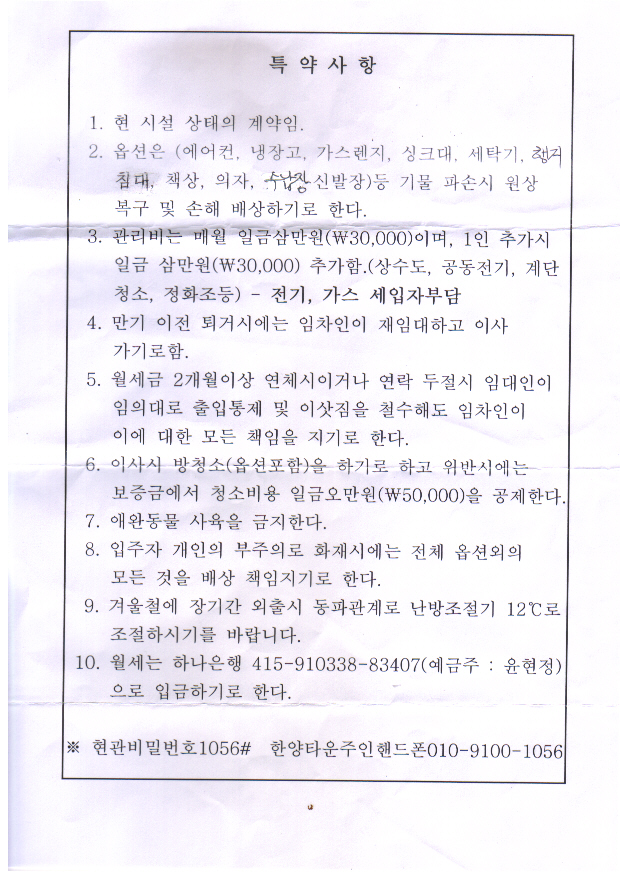 특 약 사 항
1. 현 시설 상태의 계약임.
2. 옵션은 (에어컨, 냉장고, 가스렌지, 싱크대, 세탁기,
침대, 책상, 의자, 수납장 신발장)등 기물 파손시 원상
복구 및 손해 배상하기로 한다.
3. 관리비는 매월 일금삼만원(₩30,000)이며, 1인 추가시
일금 삼만원(₩30,000) 추가함.(상수도, 공동전기, 계단
청소, 정화조등) - 전기, 가스 세입자부담
4. 만기 이전 퇴거시에는 임차인이 재임대하고 이사
가기로함.
5. 월세금 2개월이상 연체시이거나 연락 두절시 임대인이
임의대로 출입통제 및 이삿짐을 철수해도 임차인이
이에 대한 모든 책임을 지기로 한다.
6. 이사시 방청소(옵션포함)을 하기로 하고 위반시에는
보증금에서 청소비용 일금오만원(₩50,000)을 공제한다.
7. 애완동물 사육을 금지한다.
8. 입주자 개인의 부주의로 화재시에는 전체 옵션외의
모든 것을 배상 책임지기로 한다.
9. 겨울철에 장기간 외출시 동파관계로 난방조절기 12℃로
조절하시기를 바랍니다.
10. 월세는 하나은행 415-910338-83407(예금주 : 윤현정)
으로 입금하기로 한다.
※ 현관비밀번호1056# 한양타운주인핸드폰010-9100-1056